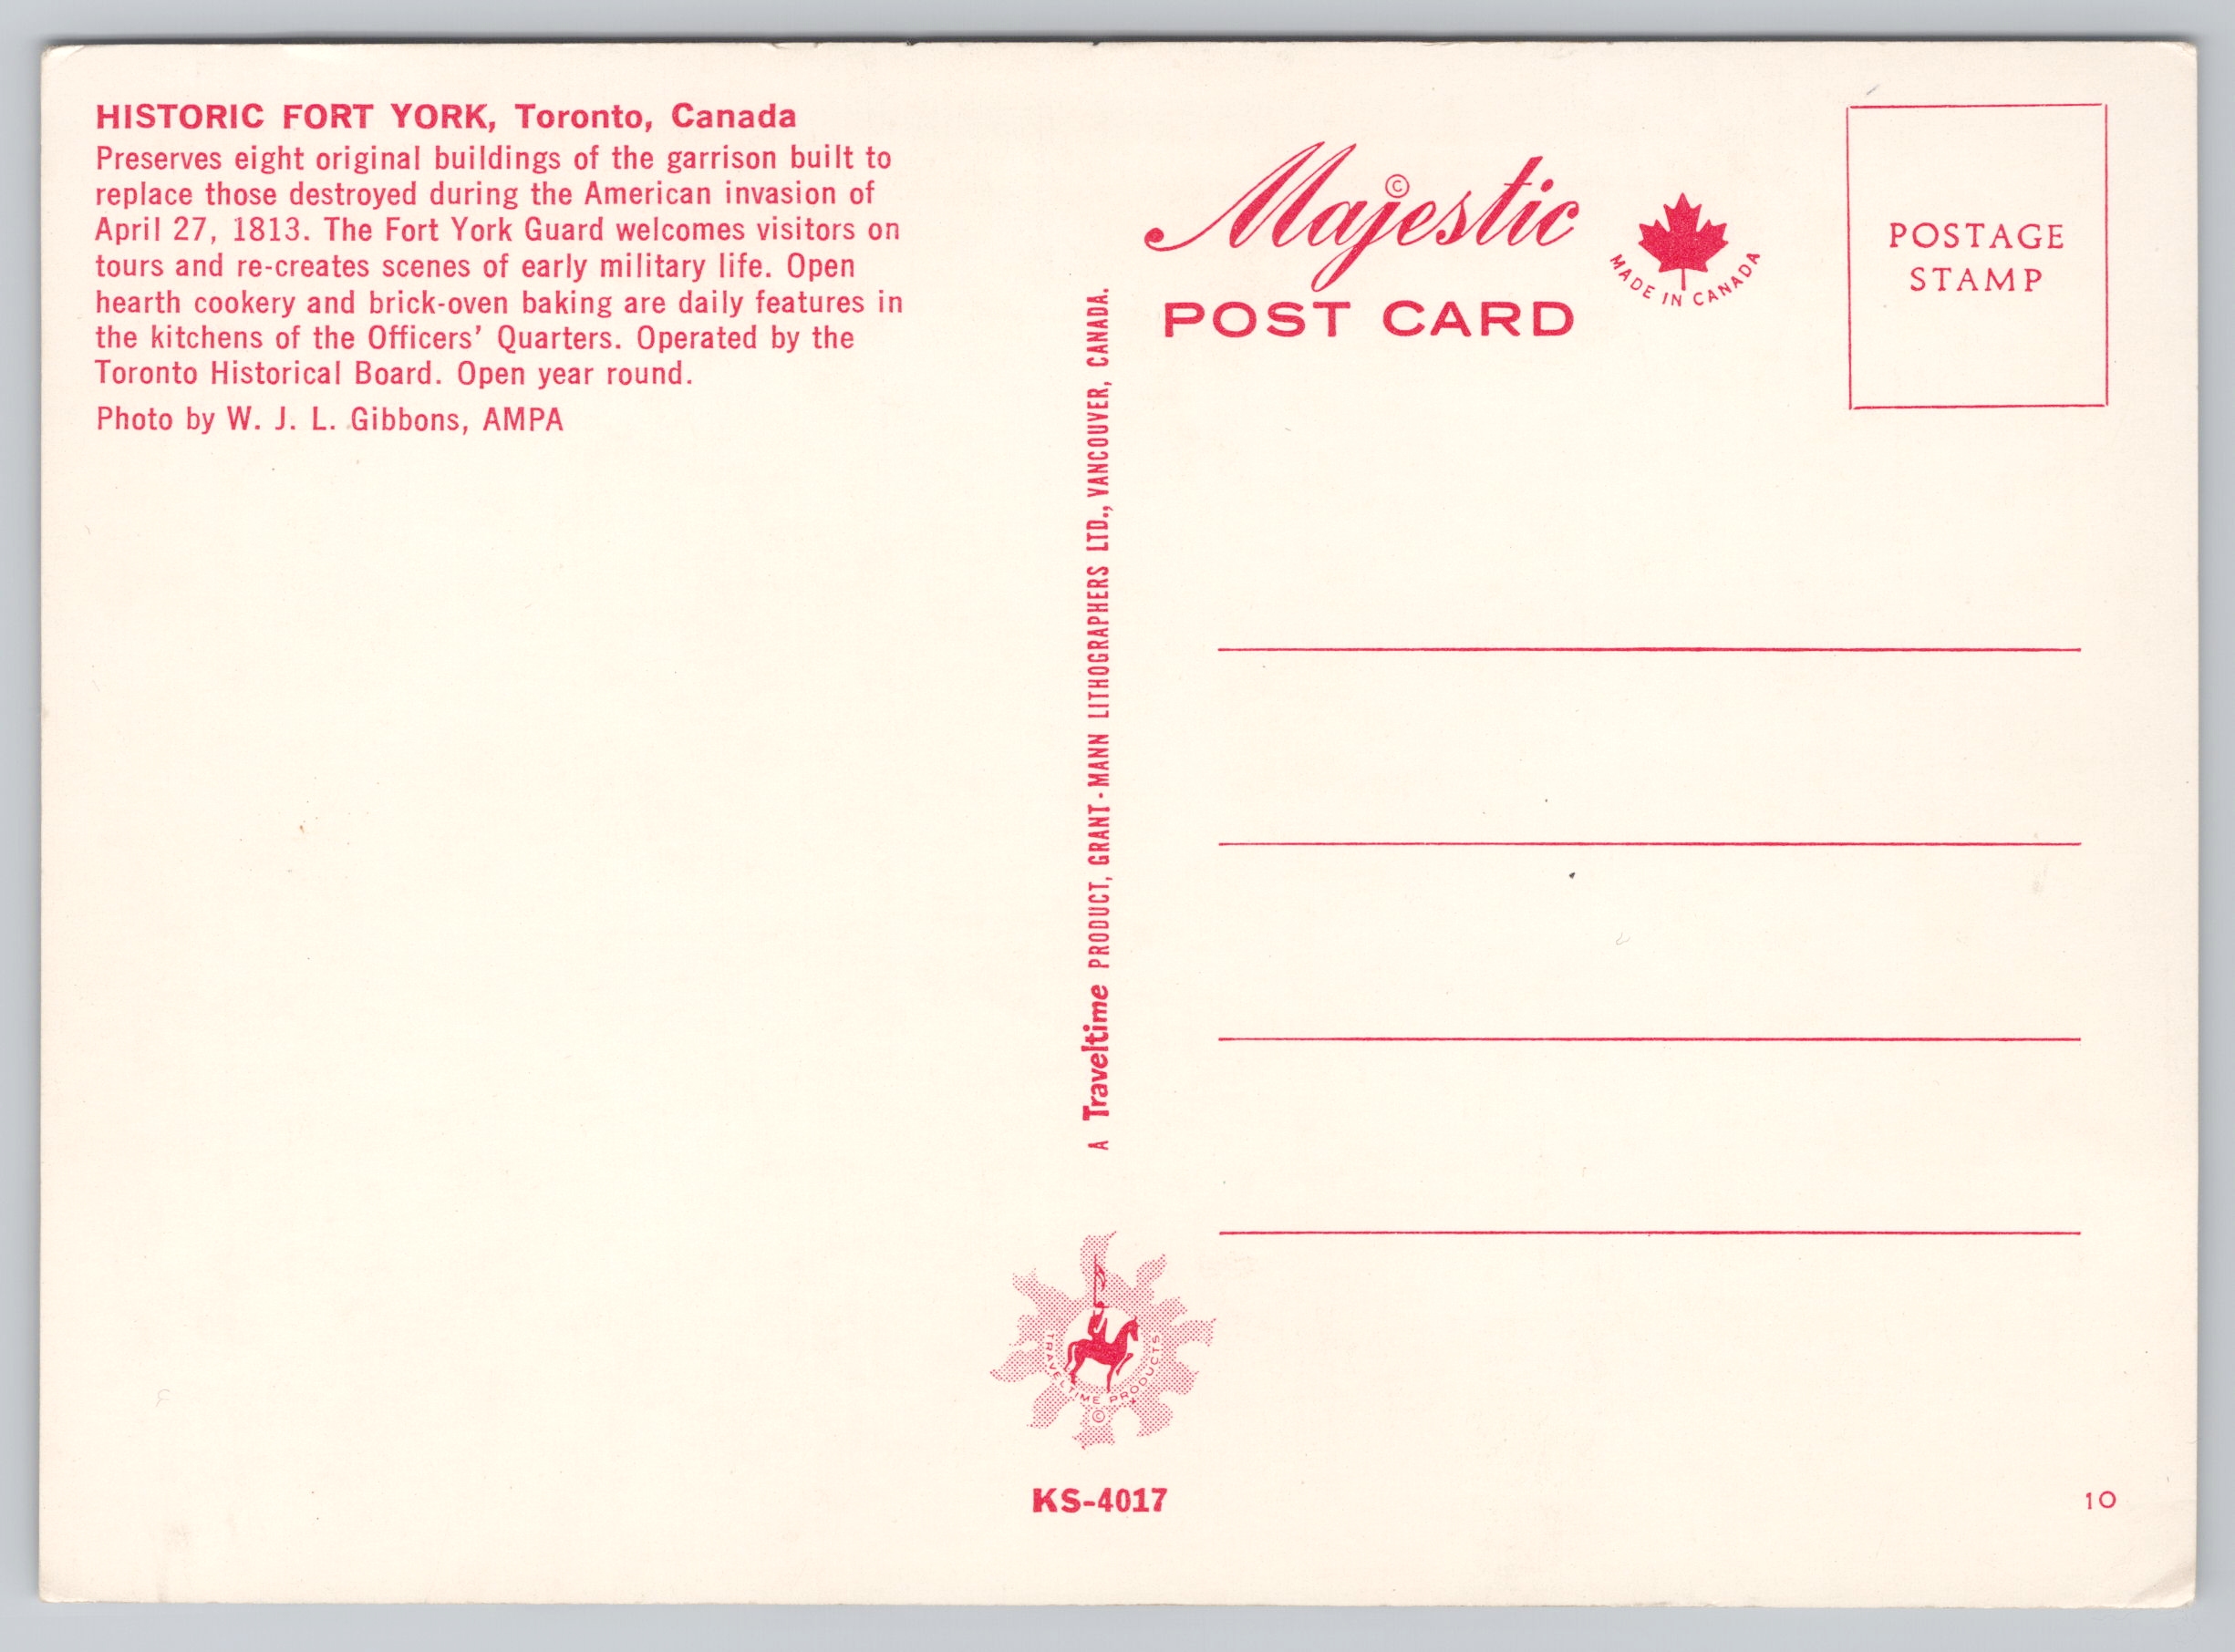 HISTORIC FORT YORK, Toronto, Canada
Preserves eight original buildings of the garrison built to
replace those destroyed during the American invasion of
April 27, 1813. The Fort York Guard welcomes visitors on
tours and re-creates scenes of early military life. Open
hearth cookery and brick-oven baking are daily features in
the kitchens of the Officers' Quarters. Operated by the
Toronto Historical Board. Open year round.
Photo by W. J. L. Gibbons, AMPA
A Traveltime PRODUCT, GRANT-MANN LITHOGRAPHERS LTD., VANCOUVER, CANADA.
Majestic ©
POST CARD
MADE IN CANADA
POSTAGE
STAMP
TRAVELTIME PRODUCTS
©
KS-4017
10